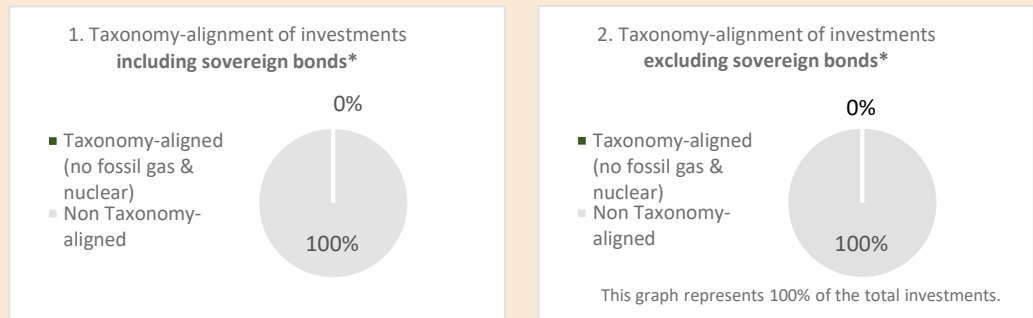 1. Taxonomy-alignment of investments
including sovereign bonds*
0%
Taxonomy-aligned
(no fossil gas &
nuclear)
Non Taxonomy-
aligned
100%
2. Taxonomy-alignment of investments
excluding sovereign bonds*
0%
Taxonomy-aligned
(no fossil gas &
nuclear)
Non Taxonomy-
aligned
100%
This graph represents 100% of the total investments.